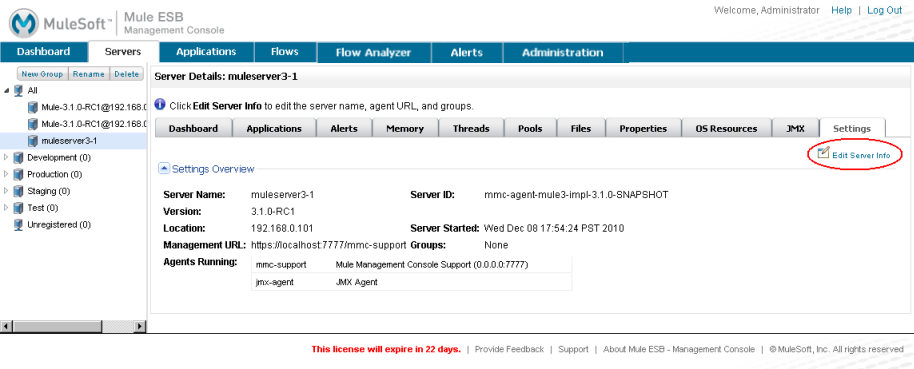 Welcome, Administrator Help | Log Out
MuleSoft™ Mule ESB
Management Console
Dashboard Servers Applications Flows Flow Analyzer Alerts Administration
New Group Rename Delete
Server Details: muleserver3-1
All
Click Edit Server Info to edit the server name, agent URL, and groups.
Mule-3.1.0-RC1@192.168.0
Mule-3.1.0-RC1@192.168.0
muleserver3-1
Development (0)
Production (0)
Staging (0)
Test (0)
Unregistered (0)
Dashboard Applications Alerts Memory Threads Pools Files Properties OS Resources JMX Settings
Edit Server Info
Settings Overview
Server Name: muleserver3-1 Server ID: mmc-agent-mule3-impl-3.1.0-SNAPSHOT
Version: 3.1.0-RC1
Location: 192.168.0.101 Server Started: Wed Dec 08 17:54:24 PST 2010
Management URL: https://localhost:7777/mmc-support Groups: None
Agents Running: mmc-support Mule Management Console Support (0.0.0.0:7777)
jmx-agent JMX Agent
This license will expire in 22 days. | Provide Feedback | Support | About Mule ESB - Management Console | © MuleSoft, Inc. All rights reserved